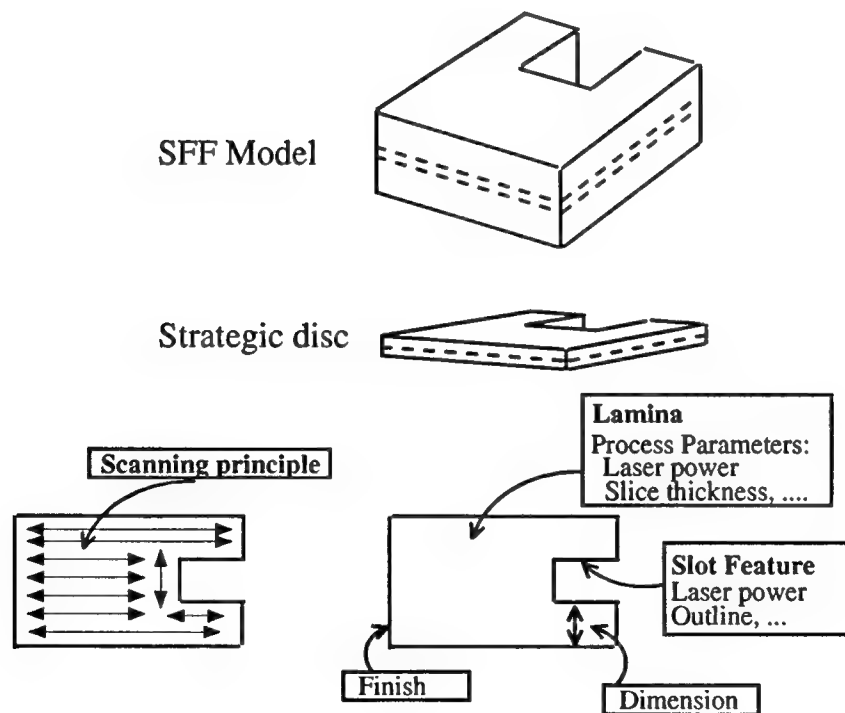 SFF Model
Strategic disc
Lamina
Process Parameters:
Laser power
Slice thickness, ....
Scanning principle
Slot Feature
Laser power
Outline, ...
Finish
Dimension